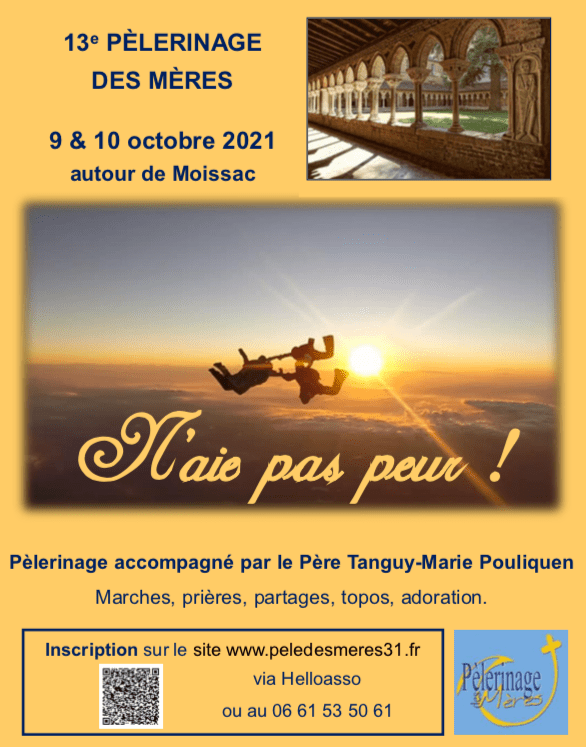 13e PÈLERINAGE
DES MÈRES
9 & 10 octobre 2021
autour de Moissac
N'aie pas peur !
Pèlerinage accompagné par le Père Tanguy-Marie Pouliquen
Marches, prières, partages, topos, adoration.
Inscription sur le site www.peledesmeres31.fr
via Helloasso
ou au 06 61 53 50 61
Pèlerinage
Mères